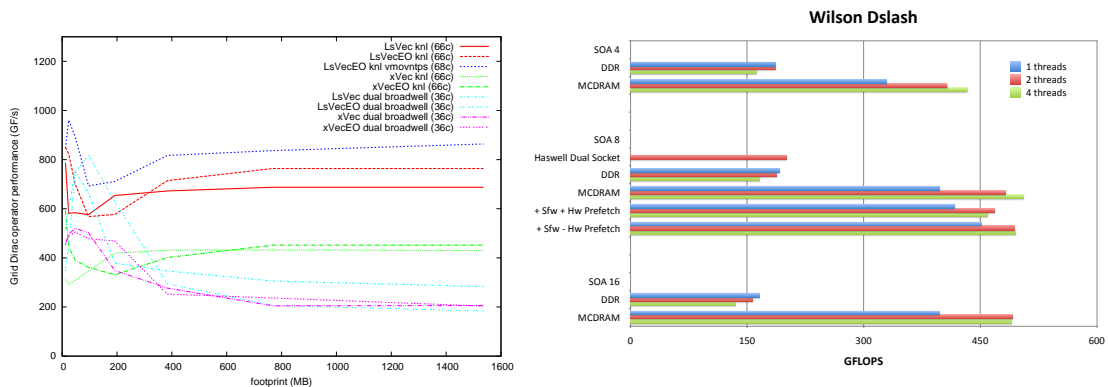 1200
1000
800
600
400
200
0
Grid Dirac operator performance (GF/s)
LsVec knl (66c)
LsVecEO knl (66c)
LsVecEO knl vmovntps (68c)
xVec knl (66c)
xVecEO knl (66c)
LsVec dual broadwell (36c)
LsVecEO dual broadwell (36c)
xVec dual broadwell (36c)
xVecEO dual broadwell (36c)
0 200 400 600 800 1000 1200 1400 1600
footprint (MB)
Wilson Dslash
SOA 4
DDR
MCDRAM
SOA 8
Haswell Dual Socket
DDR
MCDRAM
+ Sfw + Hw Prefetch
+ Sfw - Hw Prefetch
SOA 16
DDR
MCDRAM
1 threads
2 threads
4 threads
0 150 300 450 600
GFLOPS